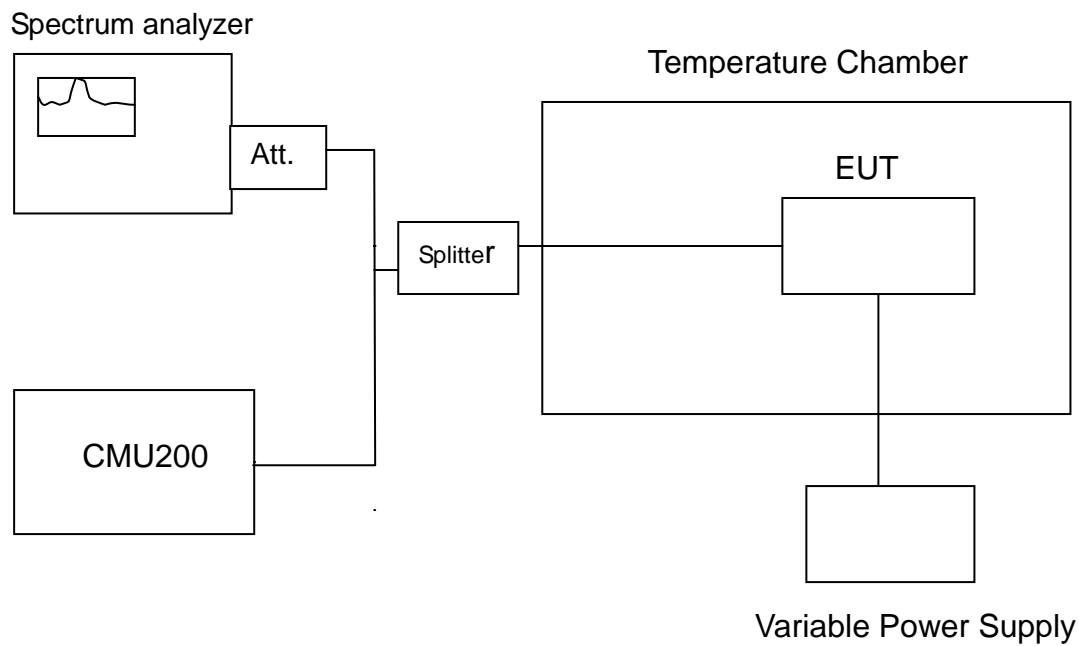 Spectrum analyzer
Temperature Chamber
Att.
EUT
Splitter
CMU200
Variable Power Supply